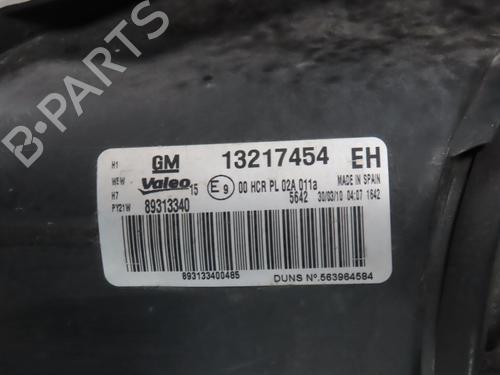 B-PARTS
H1 GM 13217454 EH
W5W Valeo 15 E9 00 HCR PL 02A 011a MADE IN SPAIN
H7 5642 30/03/10 04:07 1642
PY21W 89313340
893133400485 DUNS Nº.563964584